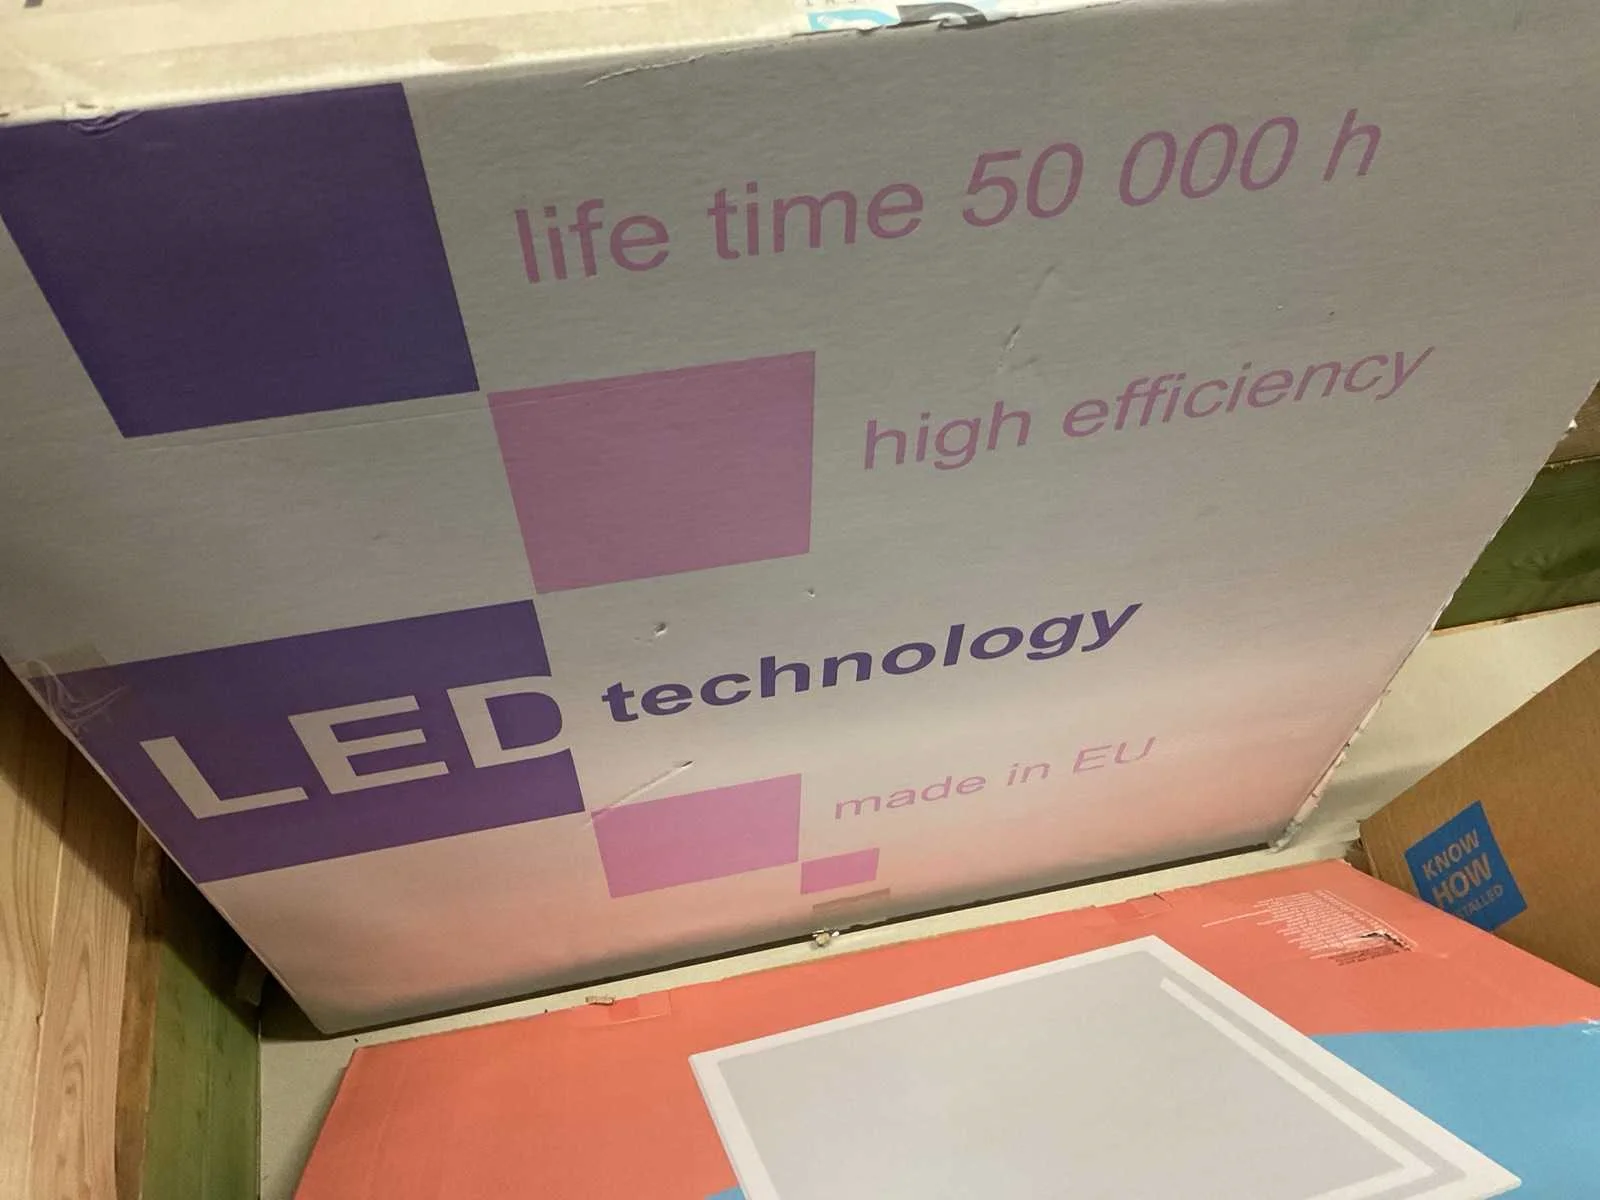 life time 50 000 h
high efficiency
LED technology
made in EU
KNOW
HOW